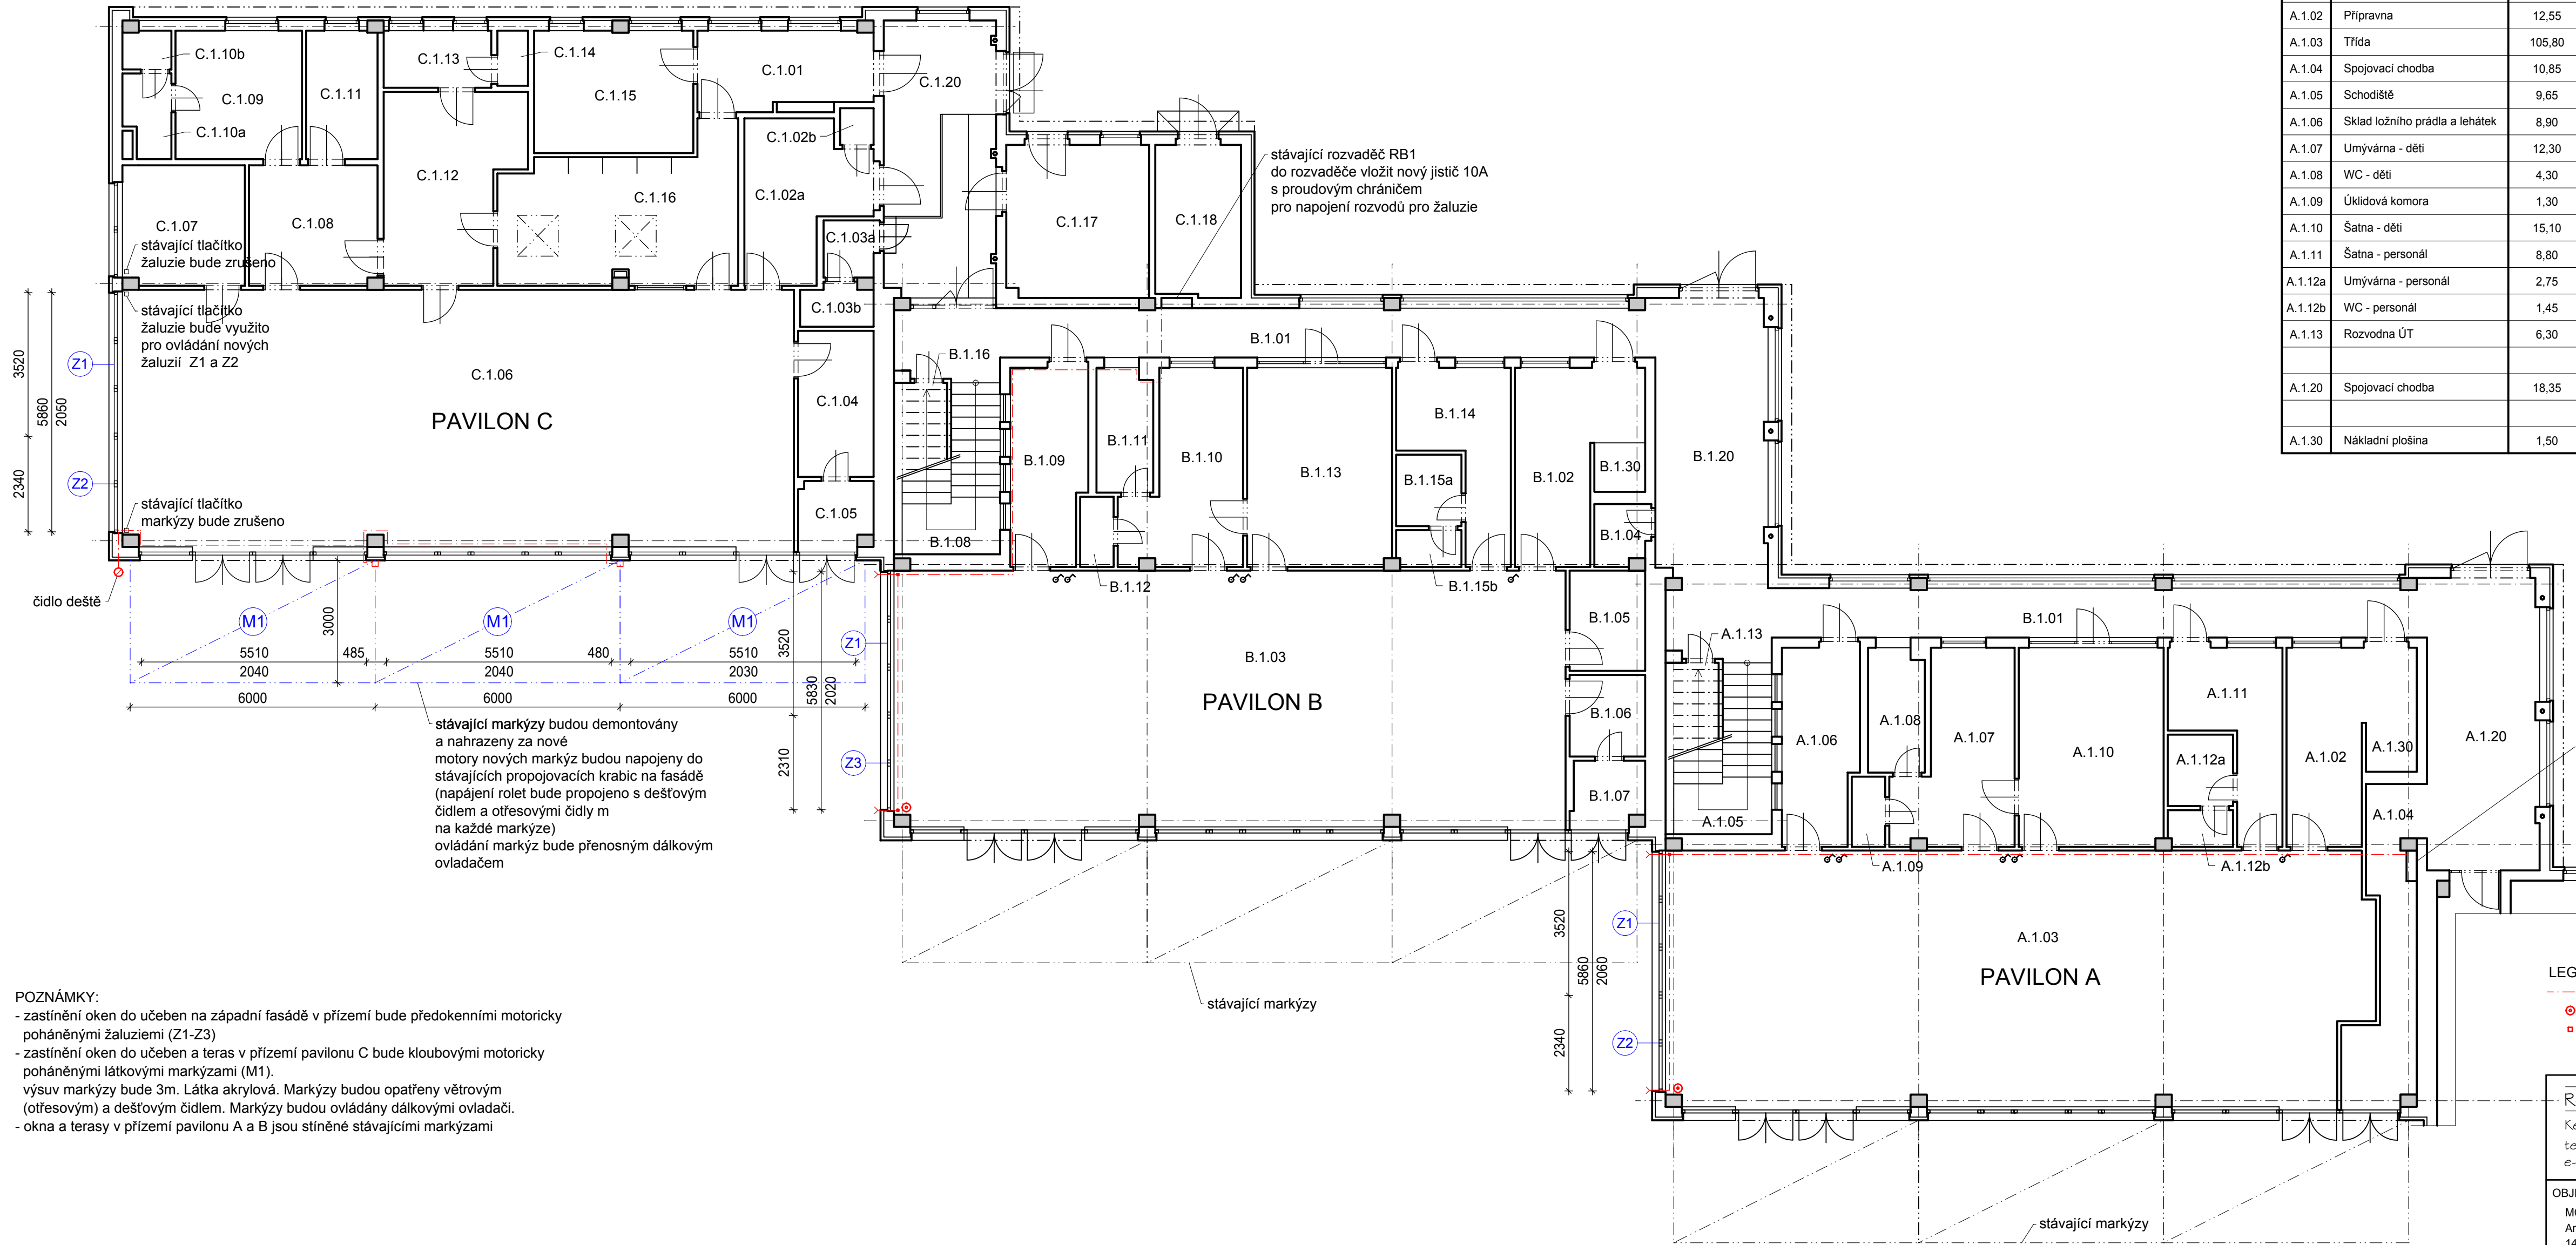 A.1.02 Přípravna 12,55
A.1.03 Třída 105,80
A.1.04 Spojovací chodba 10,85
A.1.05 Schodiště 9,65
A.1.06 Sklad ložního prádla a lehátek 8,90
A.1.07 Umývárna - děti 12,30
A.1.08 WC - děti 4,30
A.1.09 Úklidová komora 1,30
A.1.10 Šatna - děti 15,10
A.1.11 Šatna - personál 8,80
A.1.12a Umývárna - personál 2,75
A.1.12b WC - personál 1,45
A.1.13 Rozvodna ÚT 6,30
A.1.20 Spojovací chodba 18,35
A.1.30 Nákladní plošina 1,50
C.1.10b
C.1.09
C.1.10a
C.1.11
C.1.13
C.1.14
C.1.15
C.1.01
C.1.20
C.1.02b
C.1.02a
C.1.12
C.1.16
C.1.07
C.1.08
C.1.03a
C.1.03b
C.1.17
C.1.18
stávající tlačítko
žaluzie bude zrušeno
stávající tlačítko
žaluzie bude využito
pro ovládání nových
žaluzií Z1 a Z2
stávající rozvaděč RB1
do rozvaděče vložit nový jistič 10A
s proudovým chráničem
pro napojení rozvodů pro žaluzie
3520
5860
2050
2340
Z1
Z2
C.1.06
PAVILON C
C.1.04
C.1.05
stávající tlačítko
markýzy bude zrušeno
čidlo deště
M1
M1
M1
3000
5510
485
5510
480
5510
2040
2040
2030
6000
6000
6000
stávající markýzy budou demontovány
a nahrazeny za nové
motory nových markýz budou napojeny do
stávajících propojovacích krabic na fasádě
(napájení rolet bude propojeno s dešťovým
čidlem a otřesovými čidly m
na každé markýze)
ovládání markýz bude přenosným dálkovým
ovladačem
B.1.01
B.1.16
B.1.08
B.1.09
B.1.11
B.1.10
B.1.12
B.1.13
B.1.14
B.1.15a
B.1.15b
B.1.02
B.1.30
B.1.04
B.1.20
B.1.05
B.1.06
B.1.07
B.1.03
PAVILON B
3520
5830
2020
2310
Z1
Z3
stávající markýzy
B.1.01
A.1.13
A.1.05
A.1.06
A.1.08
A.1.07
A.1.09
A.1.10
A.1.11
A.1.12a
A.1.12b
A.1.02
A.1.30
A.1.04
A.1.20
A.1.03
PAVILON A
3520
5860
2060
2340
Z1
Z2
stávající markýzy
POZNÁMKY:
- zastínění oken do učeben na západní fasádě v přízemí bude předokenními motoricky
poháněnými žaluziemi (Z1-Z3)
- zastínění oken do učeben a teras v přízemí pavilonu C bude kloubovými motoricky
poháněnými látkovými markýzami (M1).
výsuv markýzy bude 3m. Látka akrylová. Markýzy budou opatřeny větrovým
(otřesovým) a dešťovým čidlem. Markýzy budou ovládány dálkovými ovladači.
- okna a terasy v přízemí pavilonu A a B jsou stíněné stávajícími markýzami
LEG
R
Ke
te
e-
OBJ